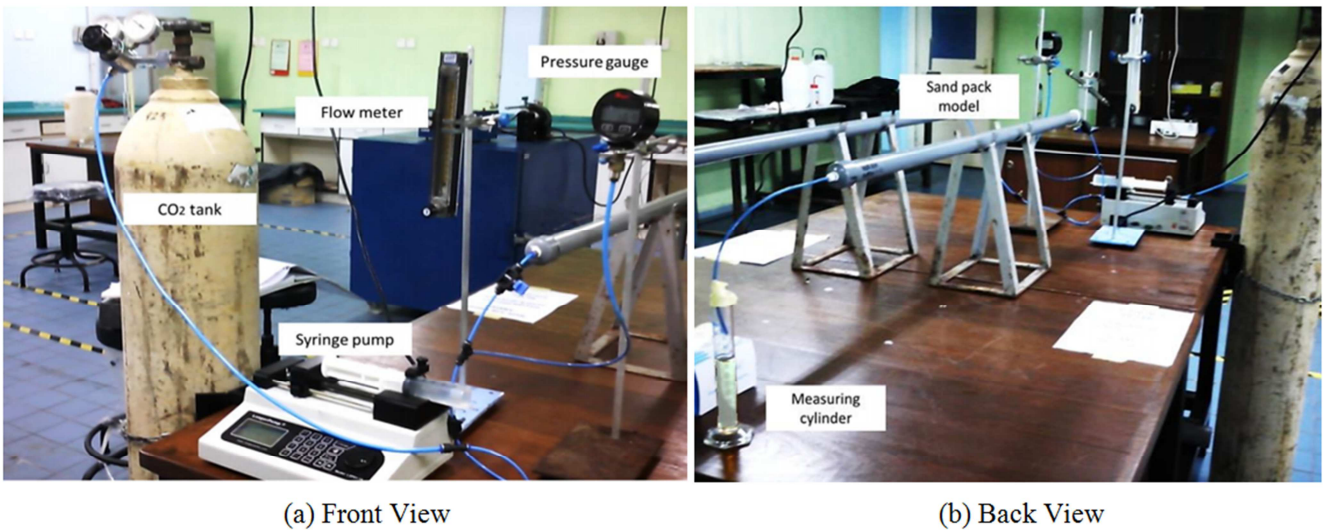 Pressure gauge
Flow meter
CO2 tank
Syringe pump
Sand pack
model
Measuring
cylinder
(a) Front View
(b) Back View